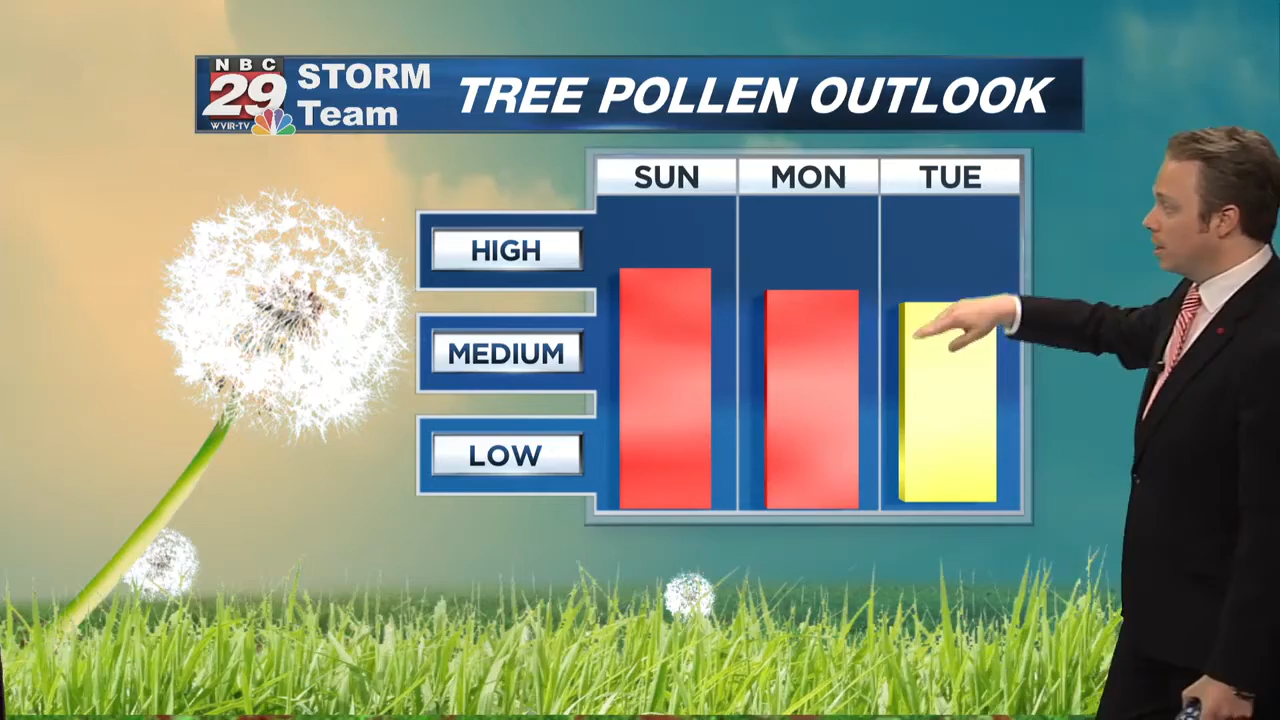 NBC
29
WVIR-TV
STORM
Team
TREE POLLEN OUTLOOK
SUN MON TUE
HIGH
MEDIUM
LOW